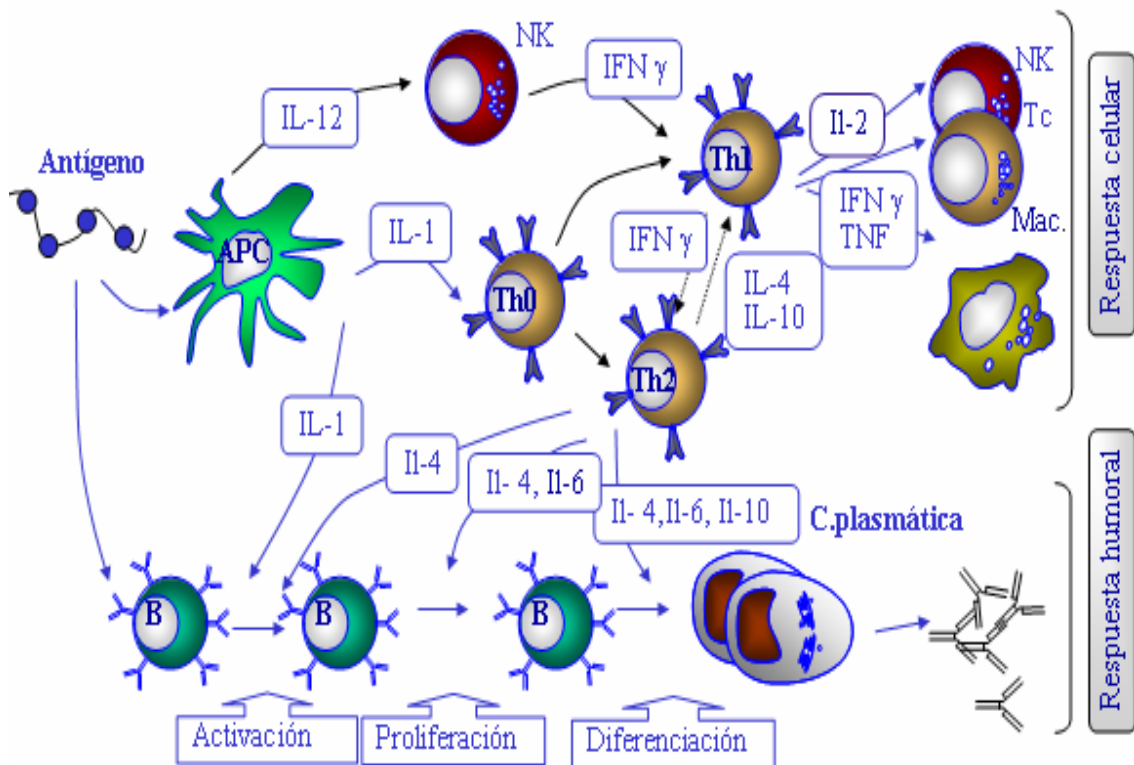 NK
IFN γ
NK
IL-12
Il-2
Tc
Antígeno
Th1
APC
IL-1
IFN γ
IFN γ
TNF
Mac.
Th0
IL-4
IL-10
Th2
Respuesta celular
IL-1
Il-4
Il- 4, Il-6
Il- 4,Il-6, Il-10
C.plasmática
B
B
B
Respuesta humoral
Activación
Proliferación
Diferenciación